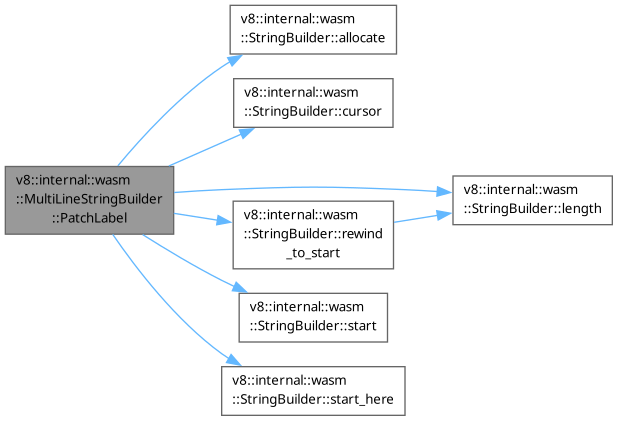 v8::internal::wasm
::StringBuilder::allocate
v8::internal::wasm
::StringBuilder::cursor
v8::internal::wasm
::MultiLineStringBuilder
::PatchLabel
v8::internal::wasm
::StringBuilder::length
v8::internal::wasm
::StringBuilder::rewind
_to_start
v8::internal::wasm
::StringBuilder::start
v8::internal::wasm
::StringBuilder::start_here